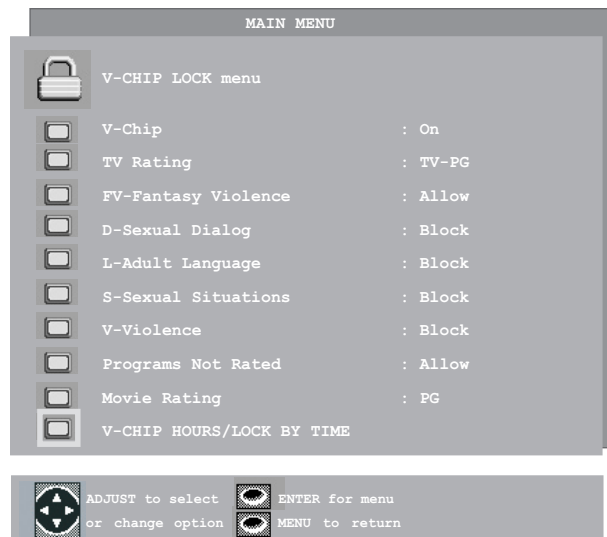 MAIN MENU
V-CHIP LOCK menu
V-Chip : On
TV Rating : TV-PG
FV-Fantasy Violence : Allow
D-Sexual Dialog : Block
L-Adult Language : Block
S-Sexual Situations : Block
V-Violence : Block
Programs Not Rated : Allow
Movie Rating : PG
V-CHIP HOURS/LOCK BY TIME
ADJUST to select ENTER for menu
or change option MENU to return